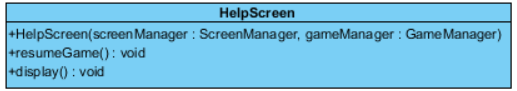 HelpScreen
+HelpScreen(screenManager : ScreenManager, gameManager : GameManager)
+resumeGame() : void
+display() : void